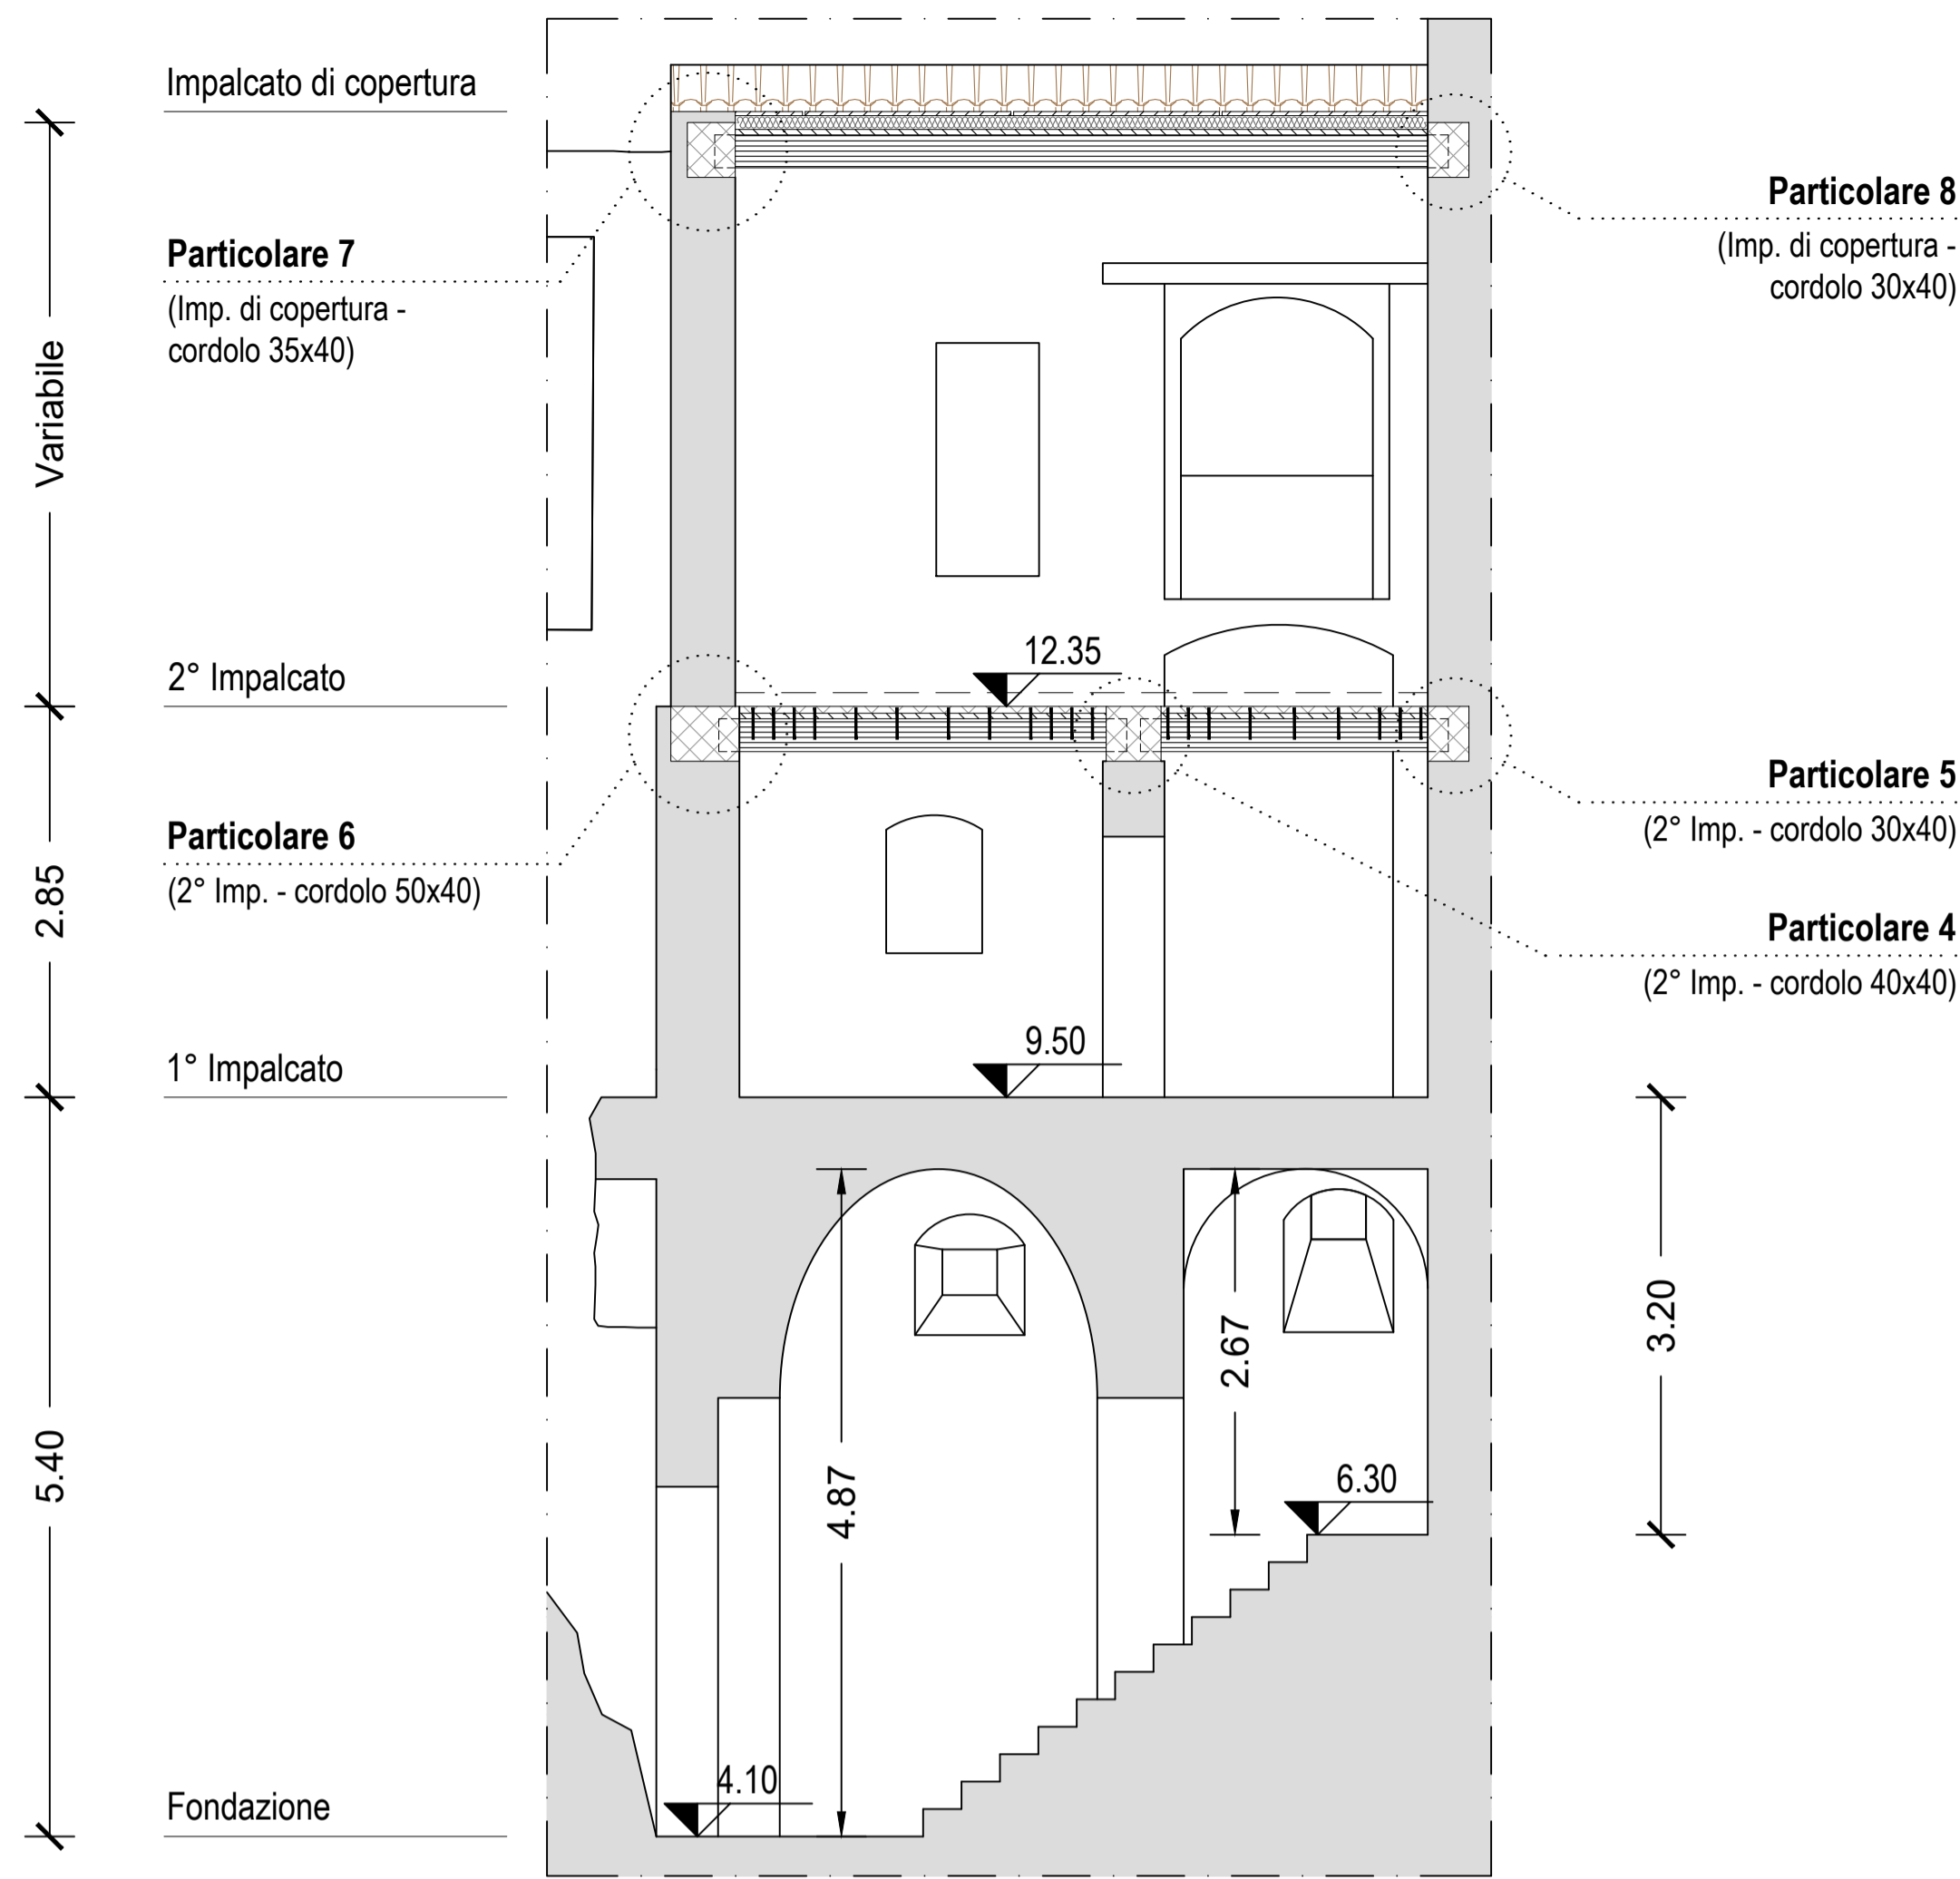 Impalcato di copertura
Variabile
Particolare 7
(Imp. di copertura -
cordolo 35x40)
Particolare 8
(Imp. di copertura -
cordolo 30x40)
2° Impalcato
12.35
2.85
Particolare 6
(2° Imp. - cordolo 50x40)
Particolare 5
(2° Imp. - cordolo 30x40)
Particolare 4
(2° Imp. - cordolo 40x40)
1° Impalcato
9.50
5.40
4.87
2.67
3.20
6.30
4.10
Fondazione